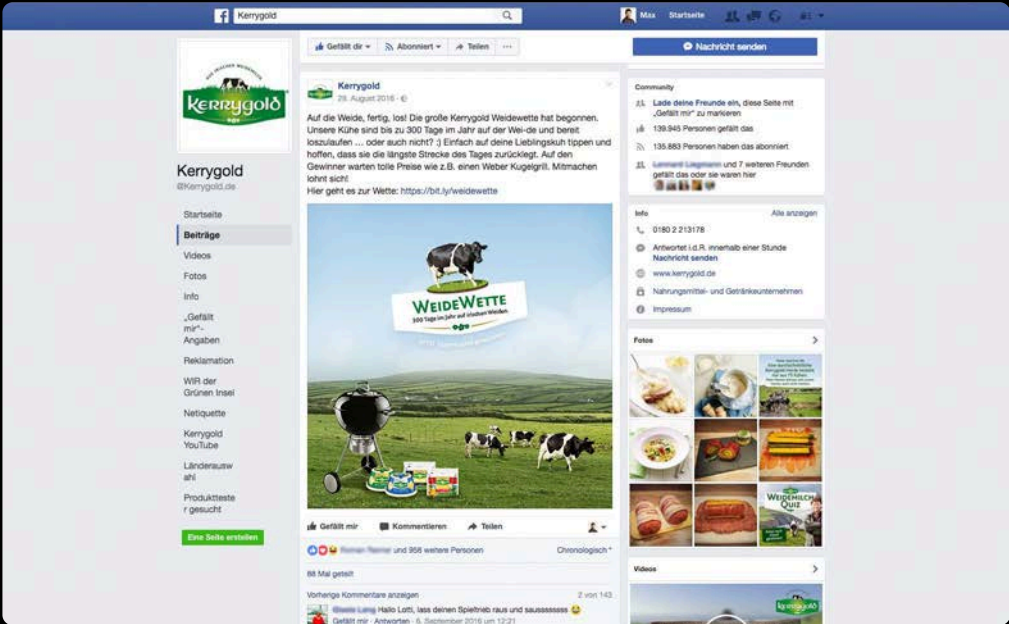 Kerrygold
Max Startseite
Gefällt dir Abonniert Teilen ...
Nachricht senden
Kerrygold
Kerrygold
@Kerrygold.de
Startseite
Beiträge
Videos
Fotos
Info
„Gefällt
mir"-
Angaben
Reklamation
WIR der
Grünen Insel
Netiquette
Kerrygold
YouTube
Länderausw
ahl
Produktteste
r gesucht
Eine Seite erstellen
Kerrygold
29. August 2016
Auf die Weide, fertig, los! Die große Kerrygold Weidewette hat begonnen.
Unsere Kühe sind bis zu 300 Tage im Jahr auf der Wei-de und bereit
loszulaufen ... oder auch nicht? :) Einfach auf deine Lieblingskuh tippen und
hoffen, dass sie die längste Strecke des Tages zurücklegt. Auf den
Gewinner warten tolle Preise wie z.B. einen Weber Kugelgrill. Mitmachen
lohnt sich!
Hier geht es zur Wette: https://bit.ly/weidewette
WEIDEWETTE
300 Tage im Jahr auf irischen Weiden.
Gefällt mir Kommentieren Teilen
und 958 weitere Personen Chronologisch
88 Mal geteilt
Vorherige Kommentare anzeigen 2 von 143
Hallo Lotti, lass deinen Spieltrieb raus und sausssssss
Gefällt mir · Antworten · 6. September 2016 um 12:21
Community
Lade deine Freunde ein, diese Seite mit
„Gefällt mir" zu markieren
139.945 Personen gefällt das
135.883 Personen haben das abonniert
und 7 weiteren Freunden
gefällt das oder sie waren hier
Info Alle anzeigen
0180 2 213178
Antwortet i.d.R. innerhalb einer Stunde
Nachricht senden
www.kerrygold.de
Nahrungsmittel- und Getränkeunternehmen
Impressum
Fotos
WEIDEMILCH
QUIZ
Videos
Kerrygold